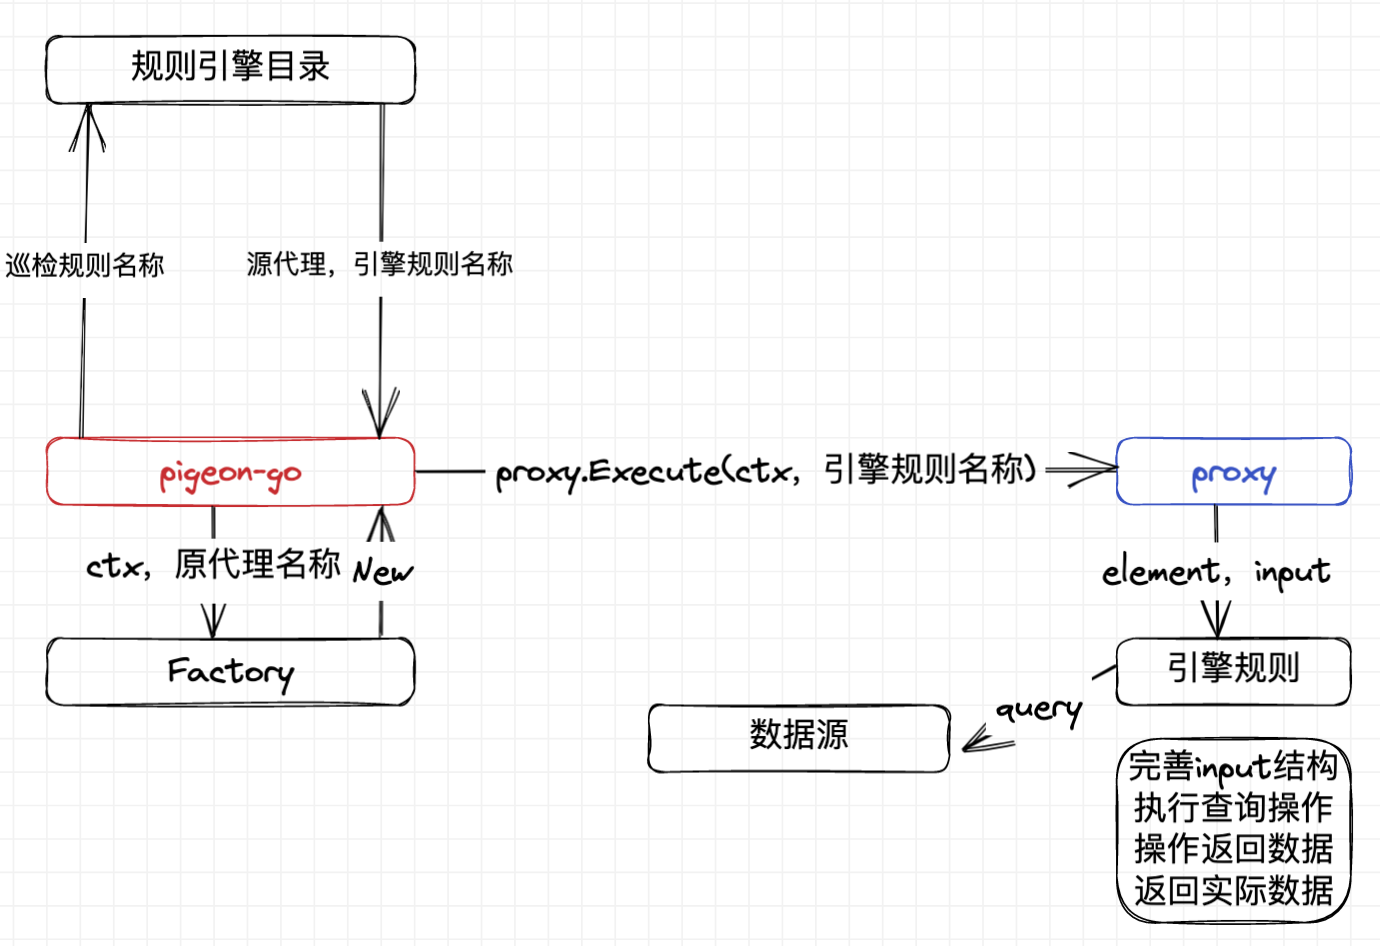 规则引擎目录
巡检规则名称
源代理，引擎规则名称
pigeon-go
proxy.Execute(ctx，引擎规则名称)
proxy
ctx，原代理名称
New
element，input
Factory
引擎规则
query
数据源
完善input结构
执行查询操作
操作返回数据
返回实际数据